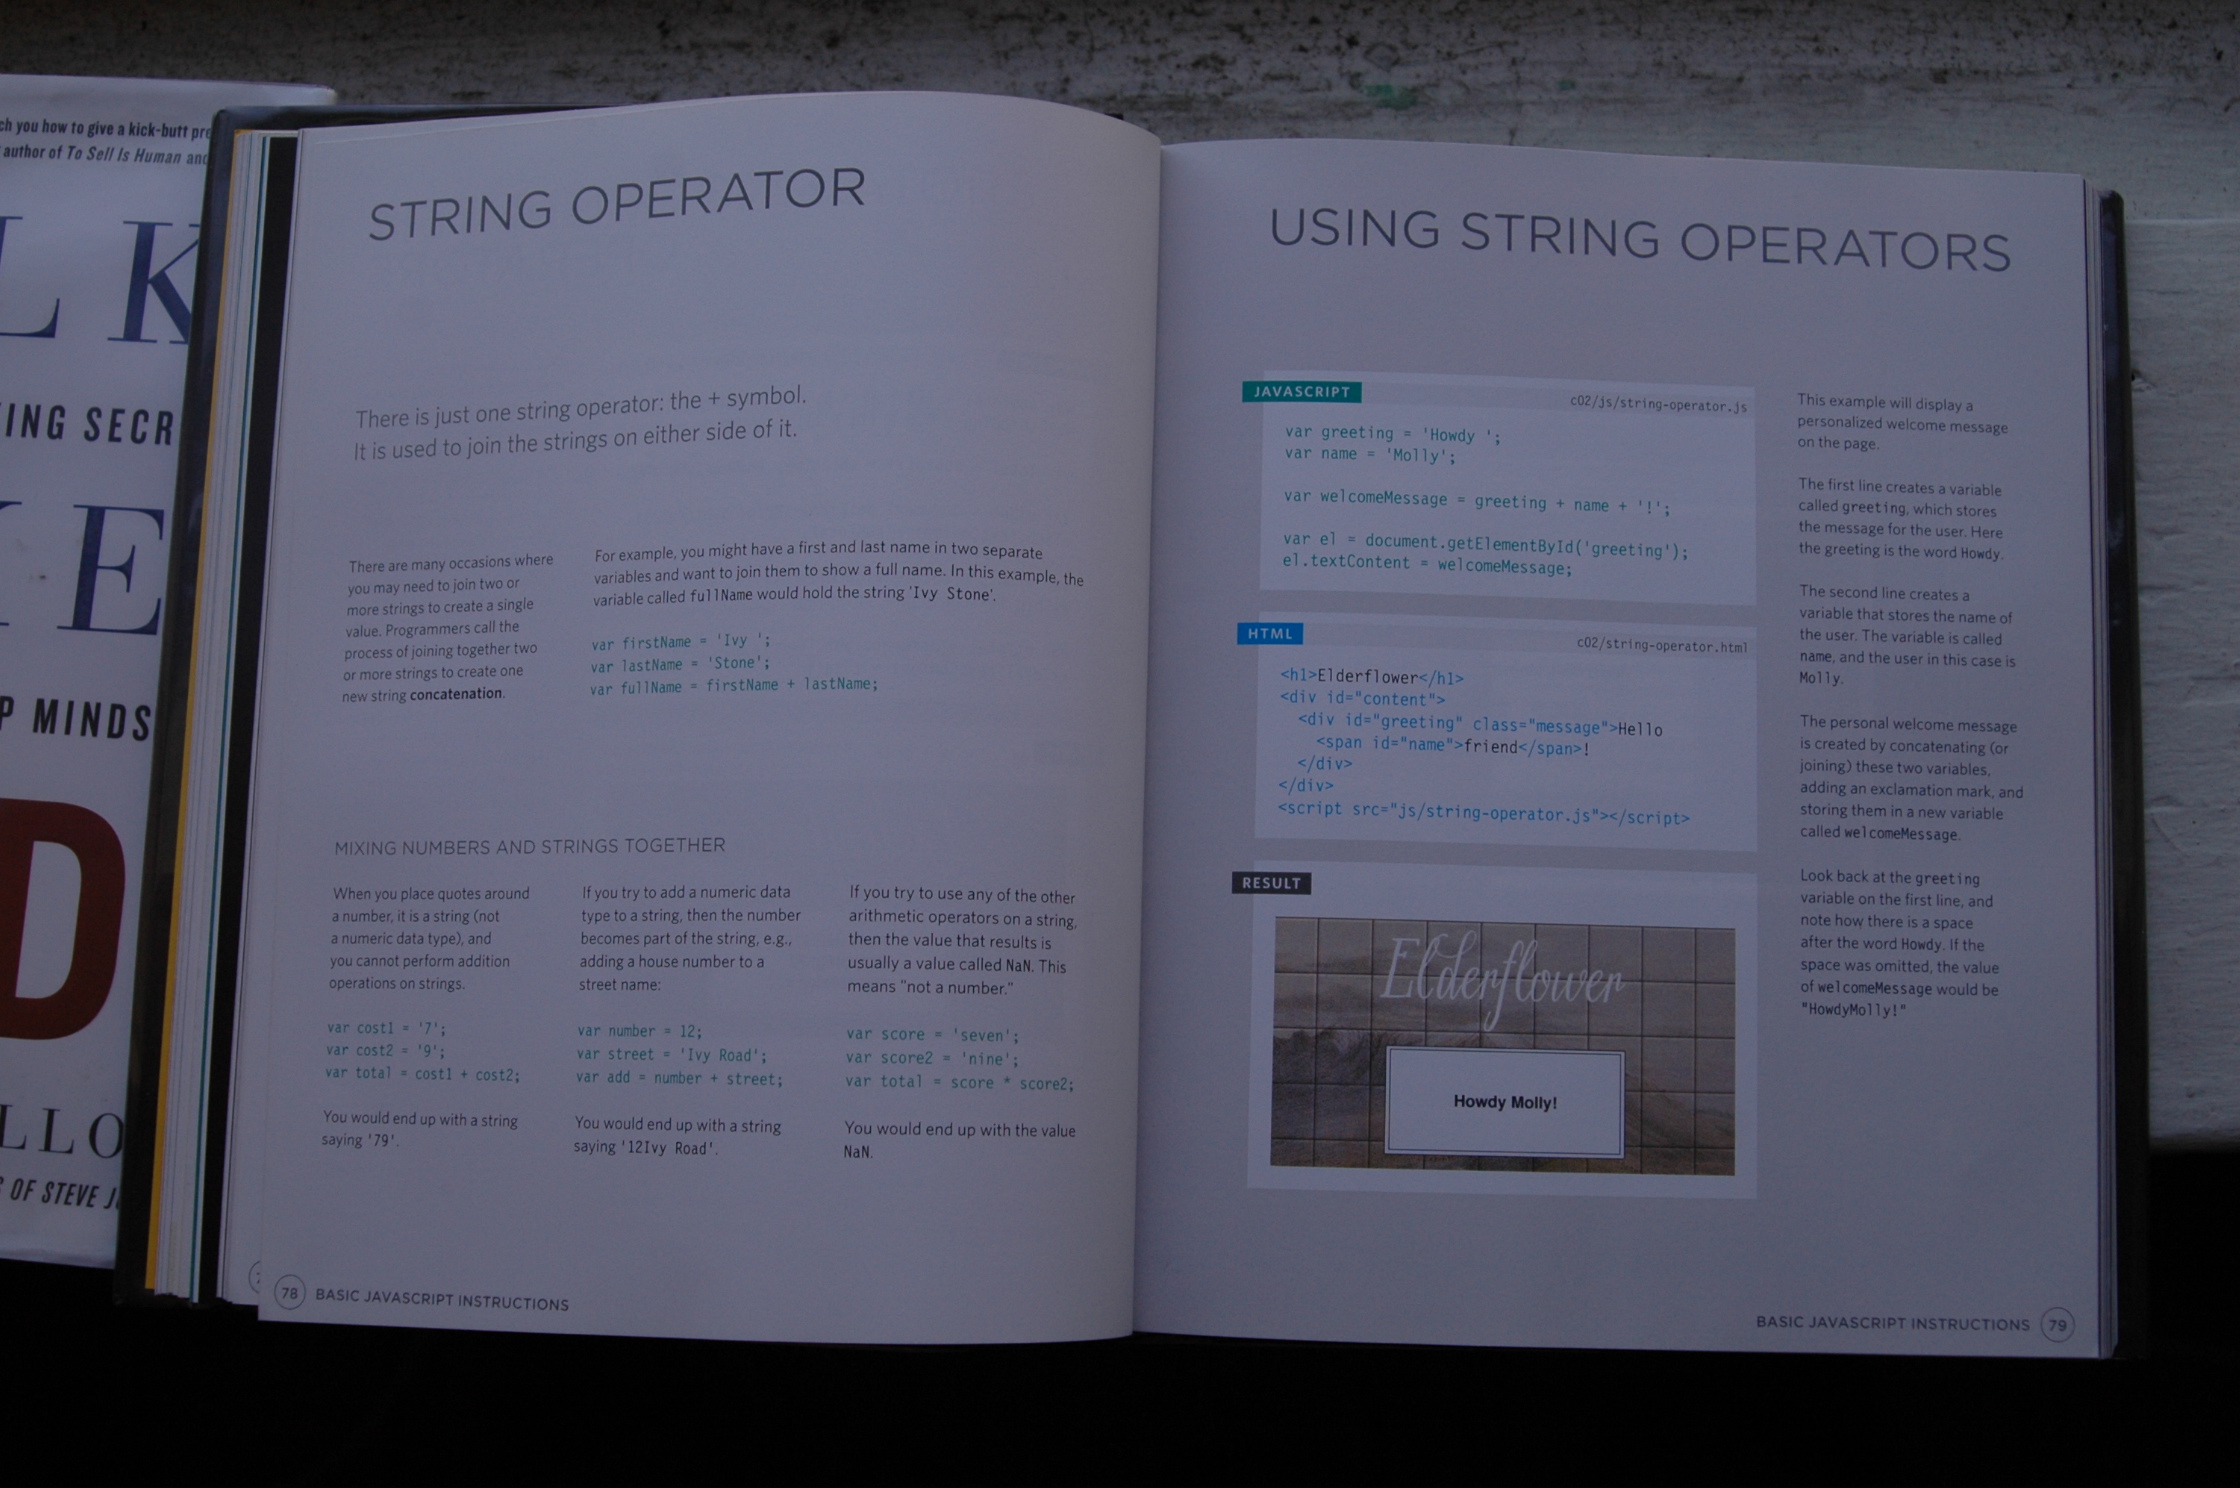 ch you how to give a kick-butt pre
author of To Sell Is Human and
L K
ING SECR
E
P MINDS
D
LLO
OF STEVE J
STRING OPERATOR
There is just one string operator: the + symbol.
It is used to join the strings on either side of it.
There are many occasions where
you may need to join two or
more strings to create a single
value. Programmers call the
process of joining together two
or more strings to create one
new string concatenation.
For example, you might have a first and last name in two separate
variables and want to join them to show a full name. In this example, the
variable called fullName would hold the string 'Ivy Stone'.
var firstName = 'Ivy ';
var lastName = 'Stone';
var fullName = firstName + lastName;
MIXING NUMBERS AND STRINGS TOGETHER
When you place quotes around
a number, it is a string (not
a numeric data type), and
you cannot perform addition
operations on strings.
var cost1 = '7';
var cost2 = '9';
var total = cost1 + cost2;
You would end up with a string
saying '79'.
If you try to add a numeric data
type to a string, then the number
becomes part of the string, e.g.,
adding a house number to a
street name:
var number = 12;
var street = 'Ivy Road';
var add = number + street;
You would end up with a string
saying '12Ivy Road'.
If you try to use any of the other
arithmetic operators on a string,
then the value that results is
usually a value called NaN. This
means "not a number."
var score = 'seven';
var score2 = 'nine';
var total = score * score2;
You would end up with the value
NaN.
78 BASIC JAVASCRIPT INSTRUCTIONS
USING STRING OPERATORS
JAVASCRIPT
c02/js/string-operator.js
var greeting = 'Howdy ';
var name = 'Molly';
var welcomeMessage = greeting + name + '!';
var el = document.getElementById('greeting');
el.textContent = welcomeMessage;
HTML
c02/string-operator.html
<h1>Elderflower</h1>
<div id="content">
<div id="greeting" class="message">Hello
<span id="name">friend</span>!
</div>
</div>
<script src="js/string-operator.js"></script>
RESULT
Elderflower
Howdy Molly!
This example will display a
personalized welcome message
on the page.
The first line creates a variable
called greeting, which stores
the message for the user. Here
the greeting is the word Howdy.
The second line creates a
variable that stores the name of
the user. The variable is called
name, and the user in this case is
Molly.
The personal welcome message
is created by concatenating (or
joining) these two variables,
adding an exclamation mark, and
storing them in a new variable
called welcomeMessage.
Look back at the greeting
variable on the first line, and
note how there is a space
after the word Howdy. If the
space was omitted, the value
of welcomeMessage would be
"HowdyMolly!"
BASIC JAVASCRIPT INSTRUCTIONS 79